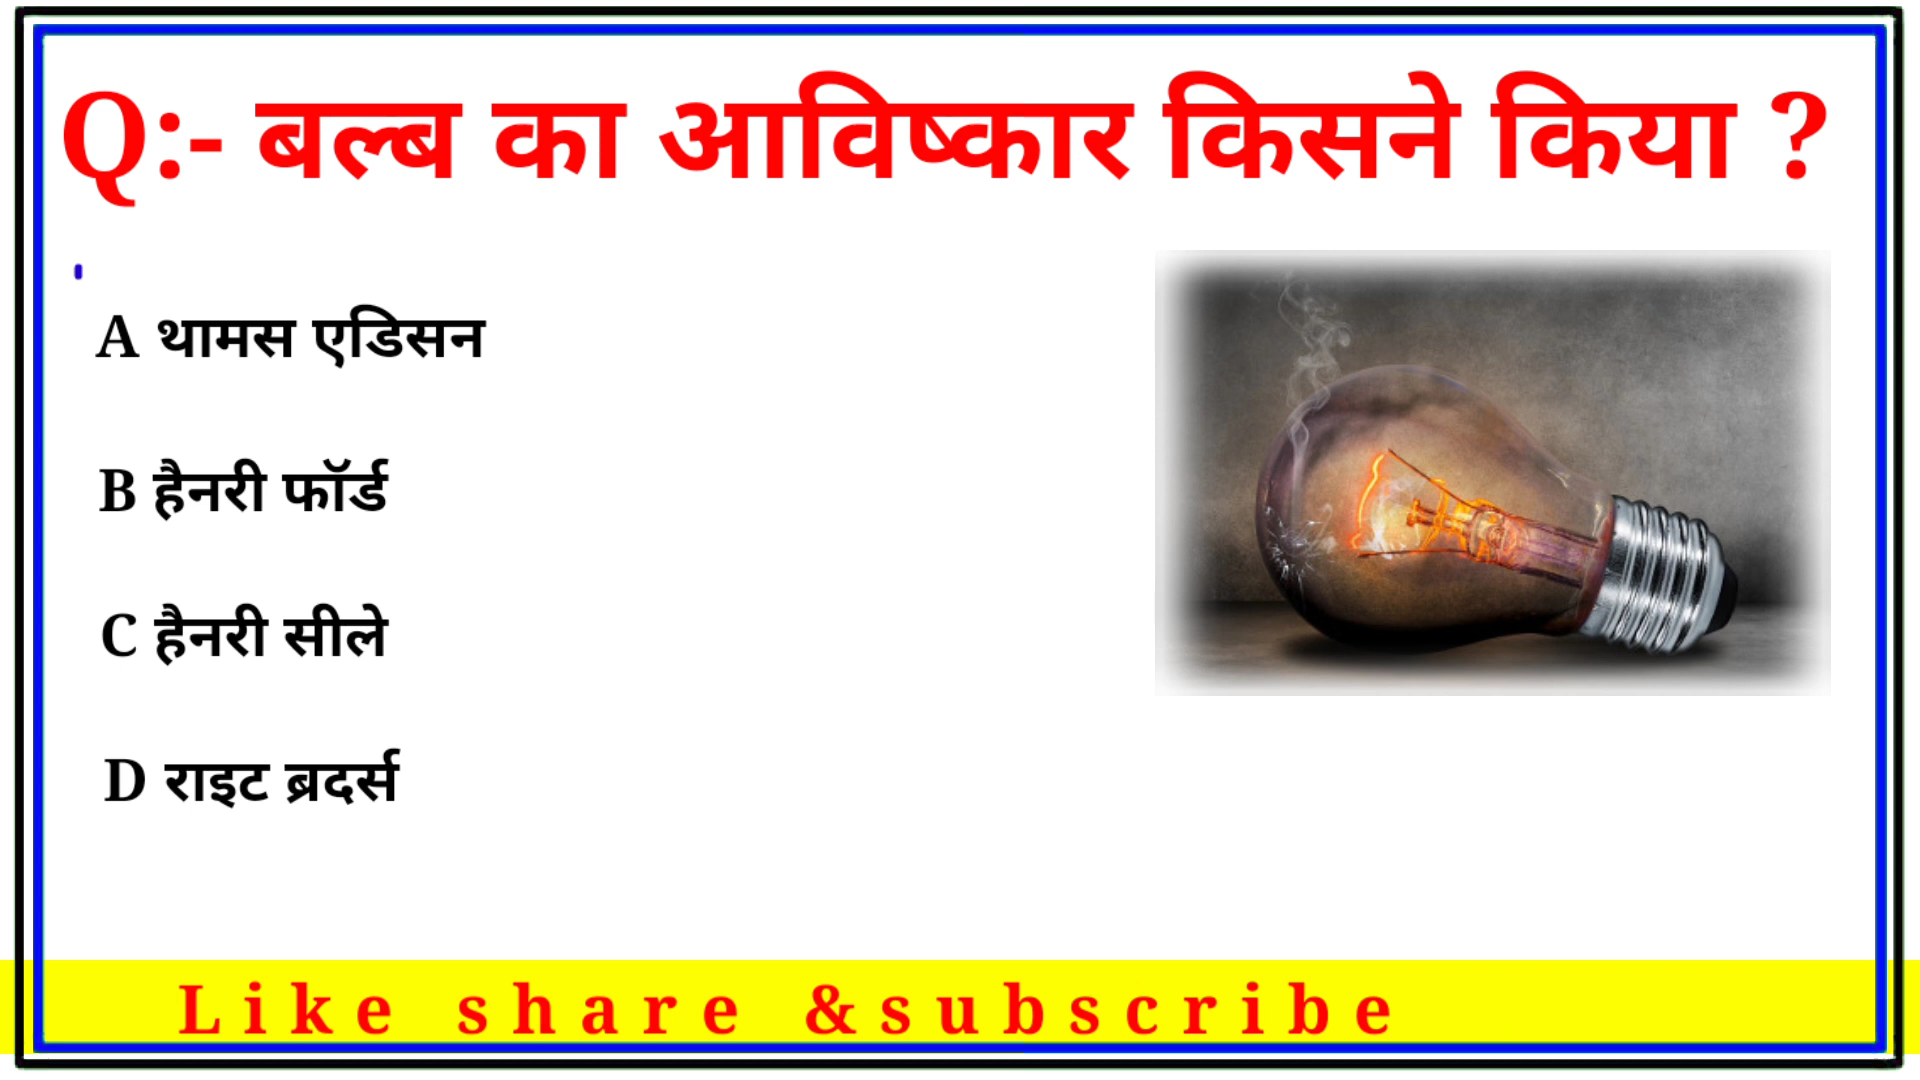 Q:- बल्ब का आविष्कार किसने किया ?
A थामस एडिसन
B हैनरी फॉर्ड
C हैनरी सीले
D राइट ब्रदर्स
Like share &subscribe